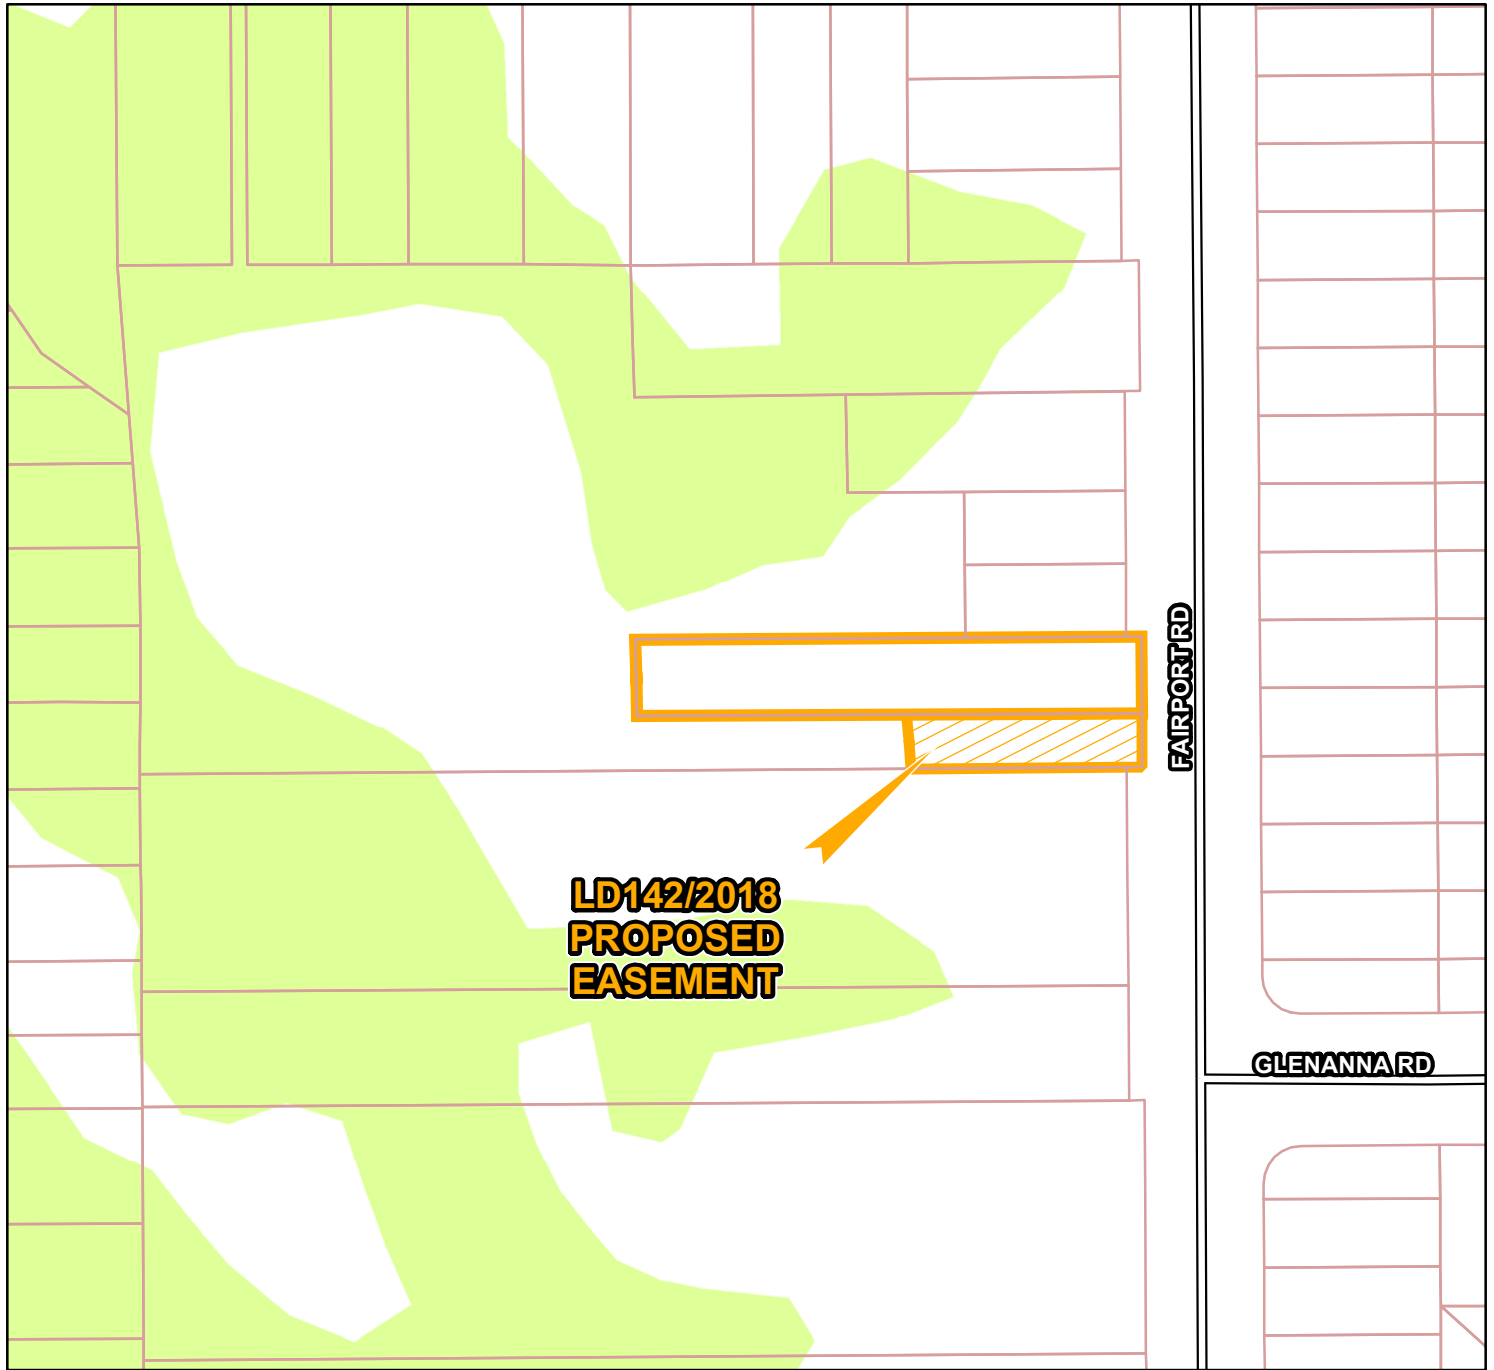 FAIRPORT RD
LD142/2018
PROPOSED
EASEMENT
GLENANNA RD